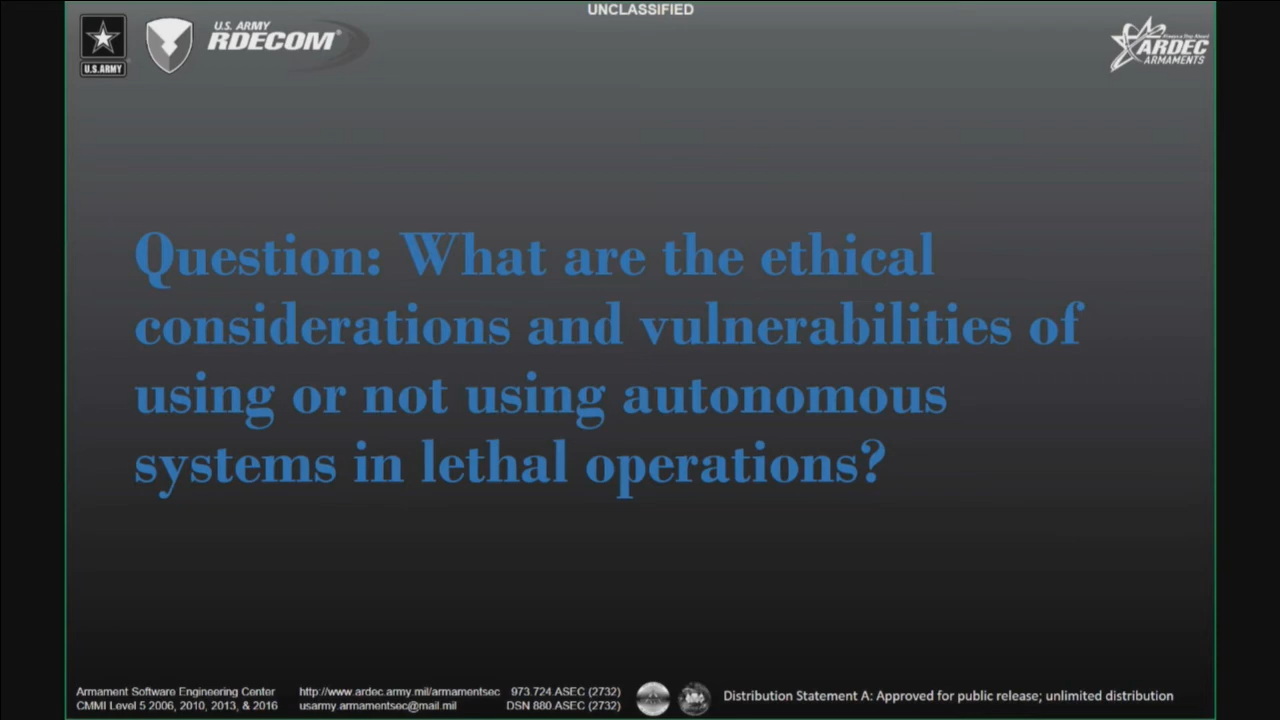 UNCLASSIFIED
U.S. ARMY
U.S. ARMY
RDECOM®
ARDEC
ARMAMENTS
Question: What are the ethical
considerations and vulnerabilities of
using or not using autonomous
systems in lethal operations?
Armament Software Engineering Center
CMMI Level 5 2006, 2010, 2013, & 2016
http://www.ardec.army.mil/armamentsec
usarmy.armamentsec@mail.mil
973.724.ASEC (2732)
DSN 880.ASEC (2732)
Distribution Statement A: Approved for public release; unlimited distribution